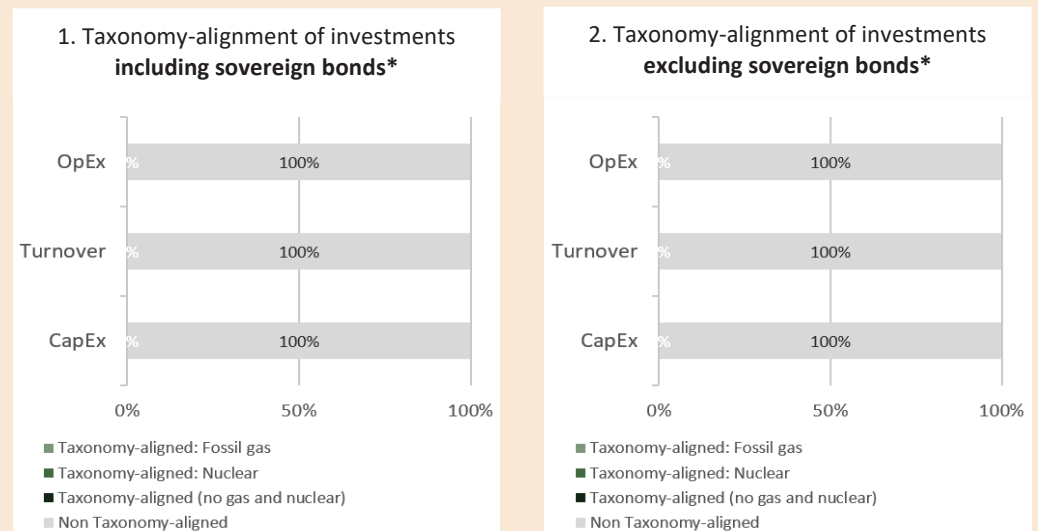 1. Taxonomy-alignment of investments
including sovereign bonds*
OpEx
%
100%
Turnover
%
100%
CapEx
%
100%
0%
50%
100%
Taxonomy-aligned: Fossil gas
Taxonomy-aligned: Nuclear
Taxonomy-aligned (no gas and nuclear)
Non Taxonomy-aligned
2. Taxonomy-alignment of investments
excluding sovereign bonds*
OpEx
%
100%
Turnover
%
100%
CapEx
%
100%
0%
50%
100%
Taxonomy-aligned: Fossil gas
Taxonomy-aligned: Nuclear
Taxonomy-aligned (no gas and nuclear)
Non Taxonomy-aligned